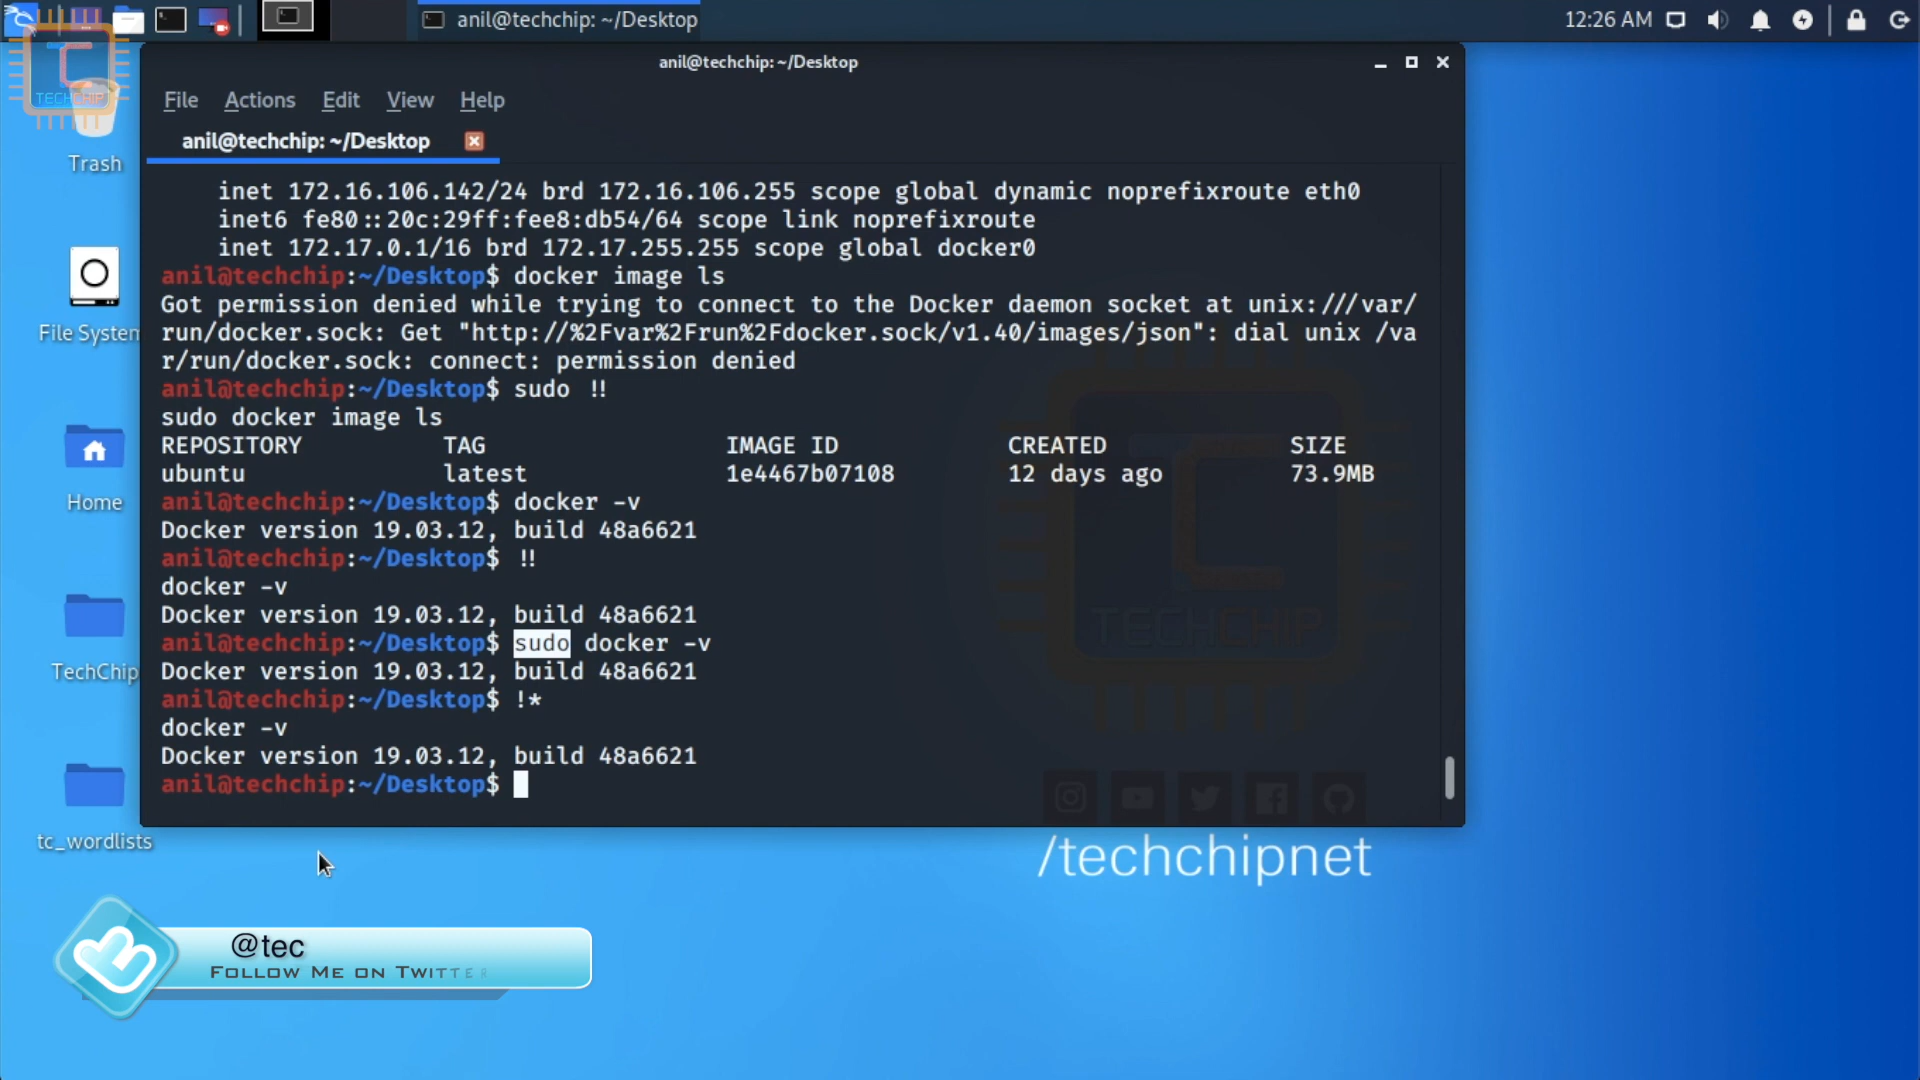 anil@techchip: ~/Desktop
12:26 AM
anil@techchip: ~/Desktop
File Actions Edit View Help
anil@techchip: ~/Desktop
TECHCHIP
Trash
File System
Home
TechChip
tc_wordlists
inet 172.16.106.142/24 brd 172.16.106.255 scope global dynamic noprefixroute eth0
inet6 fe80::20c:29ff:fee8:db54/64 scope link noprefixroute
inet 172.17.0.1/16 brd 172.17.255.255 scope global docker0
anil@techchip:~/Desktop$ docker image ls
Got permission denied while trying to connect to the Docker daemon socket at unix:///var/
run/docker.sock: Get "http://%2Fvar%2Frun%2Fdocker.sock/v1.40/images/json": dial unix /va
r/run/docker.sock: connect: permission denied
anil@techchip:~/Desktop$ sudo !!
sudo docker image ls
REPOSITORY TAG IMAGE ID CREATED SIZE
ubuntu latest 1e4467b07108 12 days ago 73.9MB
anil@techchip:~/Desktop$ docker -v
Docker version 19.03.12, build 48a6621
anil@techchip:~/Desktop$ !!
docker -v
Docker version 19.03.12, build 48a6621
anil@techchip:~/Desktop$ sudo docker -v
Docker version 19.03.12, build 48a6621
anil@techchip:~/Desktop$ !*
docker -v
Docker version 19.03.12, build 48a6621
anil@techchip:~/Desktop$
TECHCHIP
/techchipnet
@tec
FOLLOW ME ON TWITTER